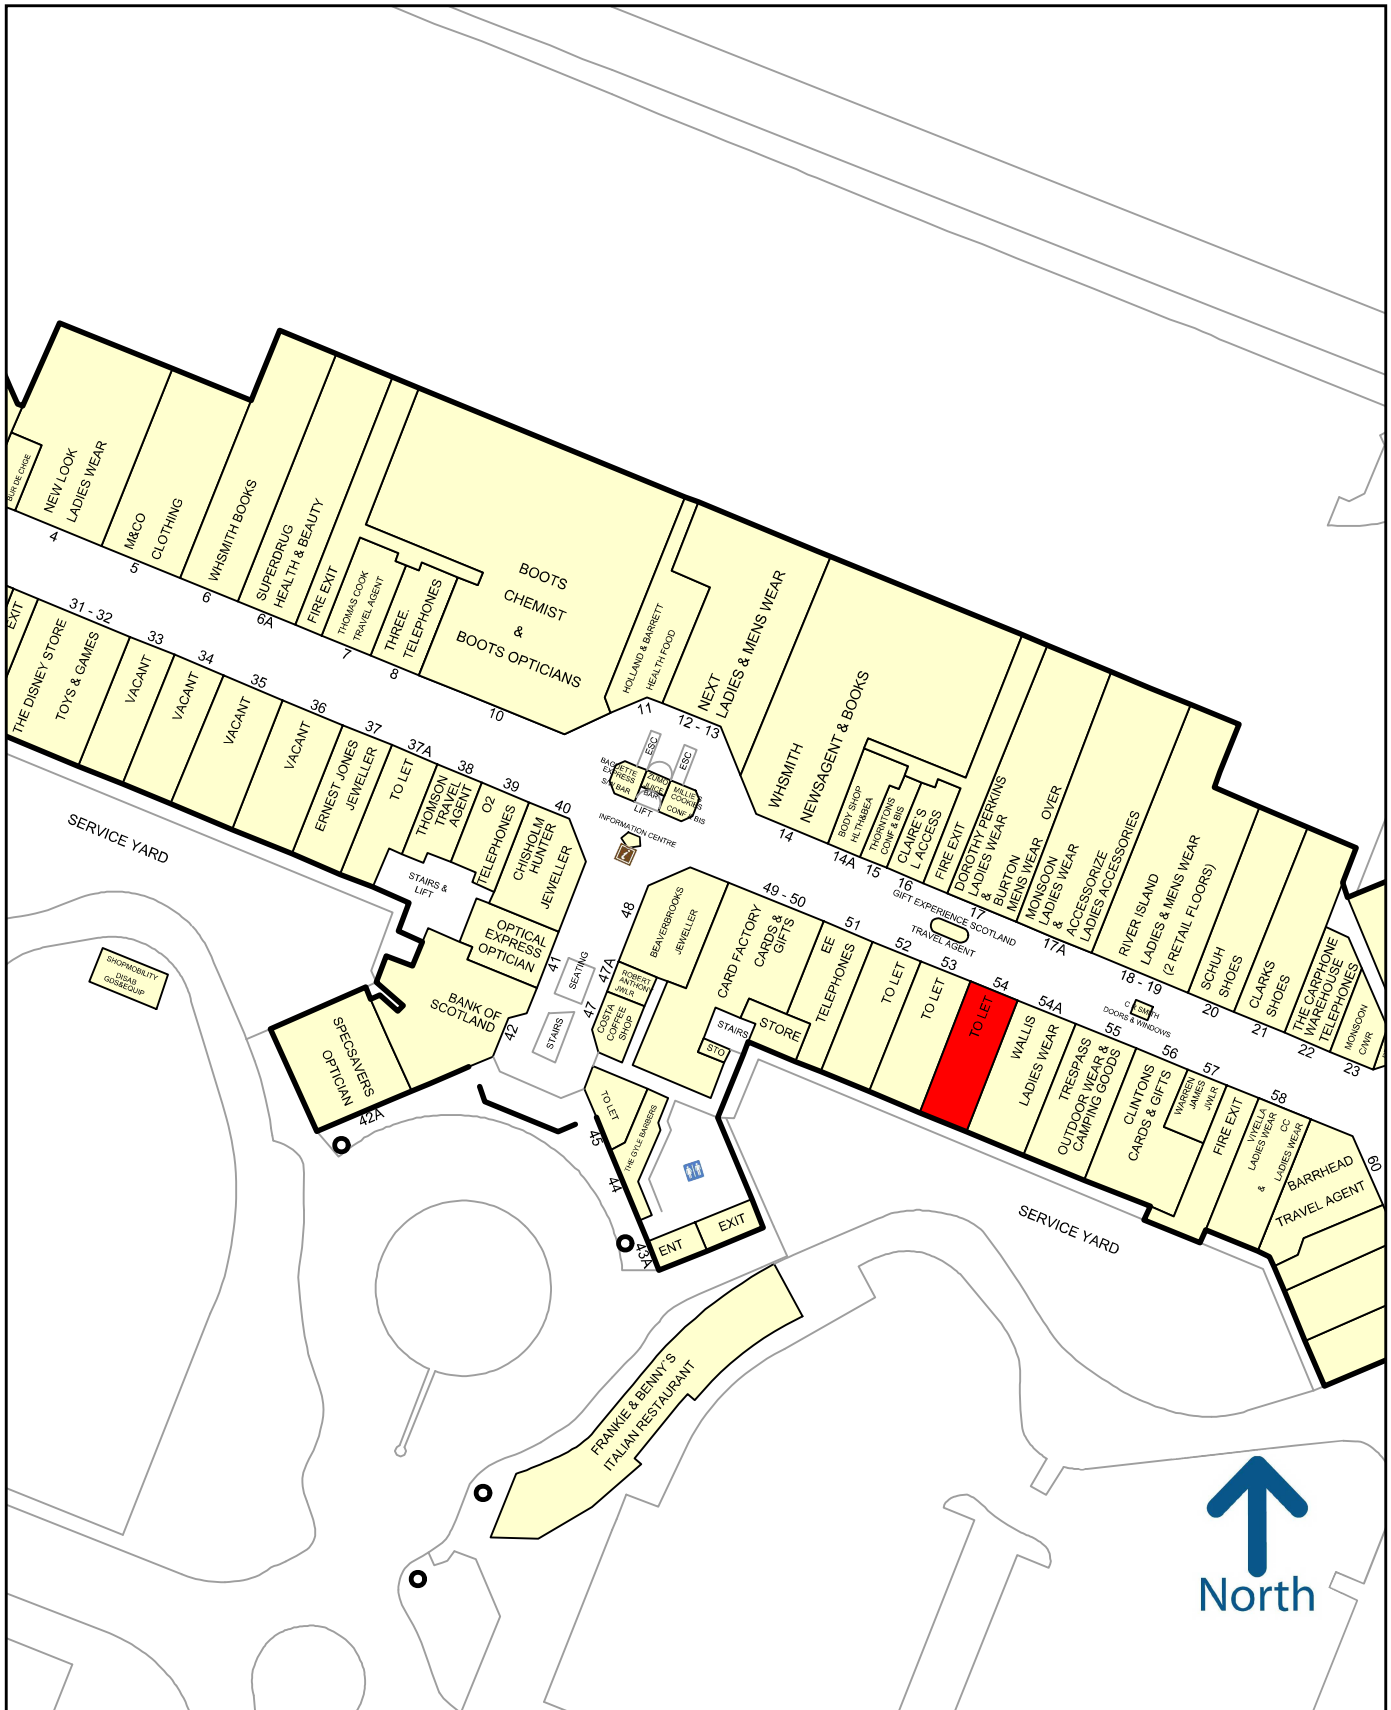 BUR DE CHGE
NEW LOOK
LADIES WEAR
4
M&CO
CLOTHING
5
WHSMITH BOOKS
6
SUPERDRUG
HEALTH & BEAUTY
6A
FIRE EXIT
THOMAS COOK
TRAVEL AGENT
7
THREE.
TELEPHONES
8
BOOTS
CHEMIST
&
BOOTS OPTICIANS
10
HOLLAND & BARRETT
HEALTH FOOD
11
NEXT
LADIES & MENS WEAR
12 - 13
WHSMITH
NEWSAGENT & BOOKS
14
BODY SHOP
HLTH&BEA
14A
THORNTONS
CONF & BIS
15
CLAIRE'S
L ACCESS
16
FIRE EXIT
DOROTHY PERKINS
LADIES WEAR
&
BURTON
MENS WEAR
17
OVER
MONSOON
LADIES WEAR
&
ACCESSORIZE
LADIES ACCESSORIES
17A
RIVER ISLAND
LADIES & MENS WEAR
(2 RETAIL FLOORS)
18 - 19
SCHUH
SHOES
20
CLARKS
SHOES
21
THE CARPHONE
WAREHOUSE
TELEPHONES
22
MONSOON
C/WR
23
EXIT
THE DISNEY STORE
TOYS & GAMES
31 - 32
VACANT
33
VACANT
34
VACANT
35
VACANT
36
ERNEST JONES
JEWELLER
37
TO LET
37A
THOMSON
TRAVEL
AGENT
38
O2
TELEPHONES
39
CHISHOLM
HUNTER
JEWELLER
40
STAIRS &
LIFT
OPTICAL
EXPRESS
OPTICIAN
41
BANK OF
SCOTLAND
42
SPECSAVERS
OPTICIAN
42A
SERVICE YARD
SHOPMOBILITY
DISAB
GDS&EQUIP
ESC
ESC
BAGUETTE
EXPRESS
S/W BAR
ZUMO
JUICE
BAR
MILLIE'S
COOKIES
CONF & BIS
LIFT
INFORMATION CENTRE
i
SEATING
STAIRS
BEAVERBROOKS
JEWELLER
48
ROBERT
ANTHONY
JWLR
47A
COSTA
COFFEE
SHOP
47
CARD FACTORY
CARDS &
GIFTS
49 - 50
STAIRS
STO
STORE
EE
TELEPHONES
51
TO LET
52
TO LET
53
TO LET
54
WALLIS
LADIES WEAR
54A
TRESPASS
OUTDOOR WEAR &
CAMPING GOODS
55
CLINTONS
CARDS & GIFTS
56
WARREN
JAMES
JWLR
57
FIRE EXIT
VIYELLA
LADIES WEAR
&
CC
LADIES WEAR
58
BARRHEAD
TRAVEL AGENT
60
GIFT EXPERIENCE SCOTLAND
TRAVEL AGENT
C R SMITH
DOORS & WINDOWS
TO LET
45
THE GYLE BARBERS
44
ENT
EXIT
43A
SERVICE YARD
FRANKIE & BENNY'S
ITALIAN RESTAURANT
North